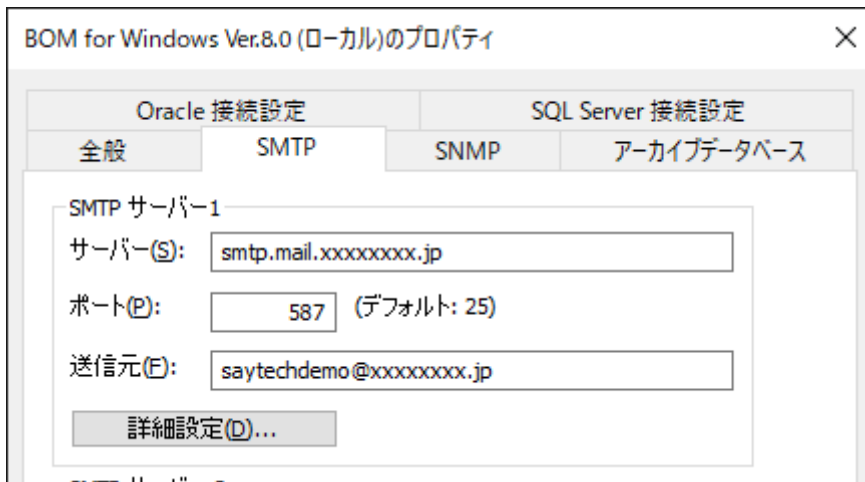 BOM for Windows Ver.8.0 (ローカル)のプロパティ
Oracle 接続設定 SQL Server 接続設定
全般 SMTP SNMP アーカイブデータベース
SMTP サーバー1
サーバー(S): smtp.mail.xxxxxxxx.jp
ポート(P): 587 (デフォルト: 25)
送信元(F): saytechdemo@xxxxxxxx.jp
詳細設定(D)...